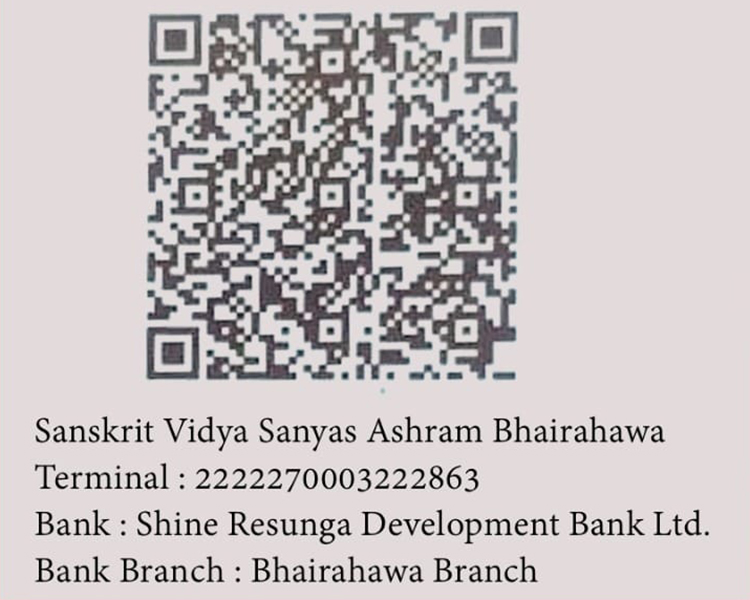 Sanskrit Vidya Sanyas Ashram Bhairahawa
Terminal : 2222270003222863
Bank : Shine Resunga Development Bank Ltd.
Bank Branch : Bhairahawa Branch